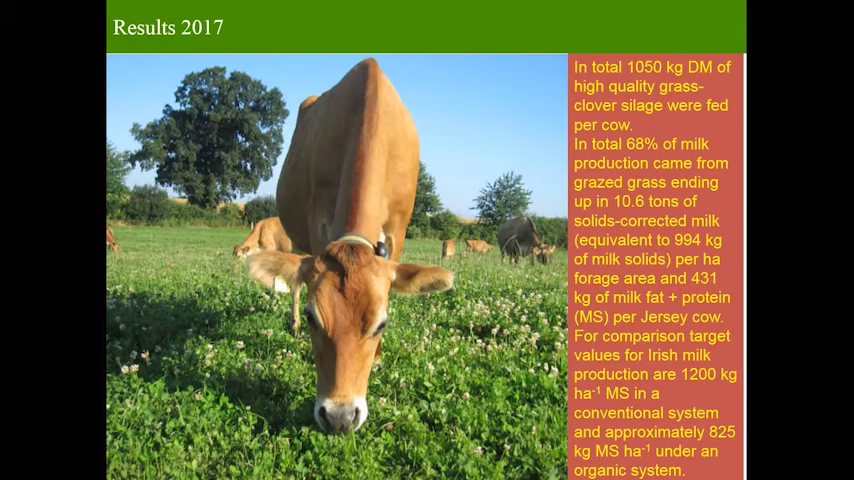 Results 2017
In total 1050 kg DM of
high quality grass-
clover silage were fed
per cow.
In total 68% of milk
production came from
grazed grass ending
up in 10.6 tons of
solids-corrected milk
(equivalent to 994 kg
of milk solids) per ha
forage area and 431
kg of milk fat + protein
(MS) per Jersey cow.
For comparison target
values for Irish milk
production are 1200 kg
ha⁻¹ MS in a
conventional system
and approximately 825
kg MS ha⁻¹ under an
organic system.